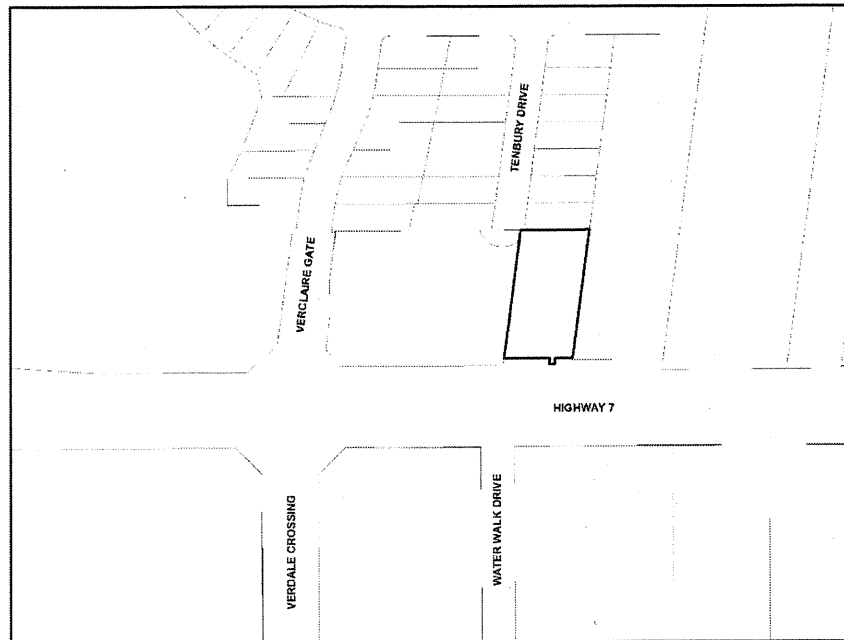 TENBURY DRIVE
VERCLAIRE GATE
HIGHWAY 7
VERDALE CROSSING
WATER WALK DRIVE